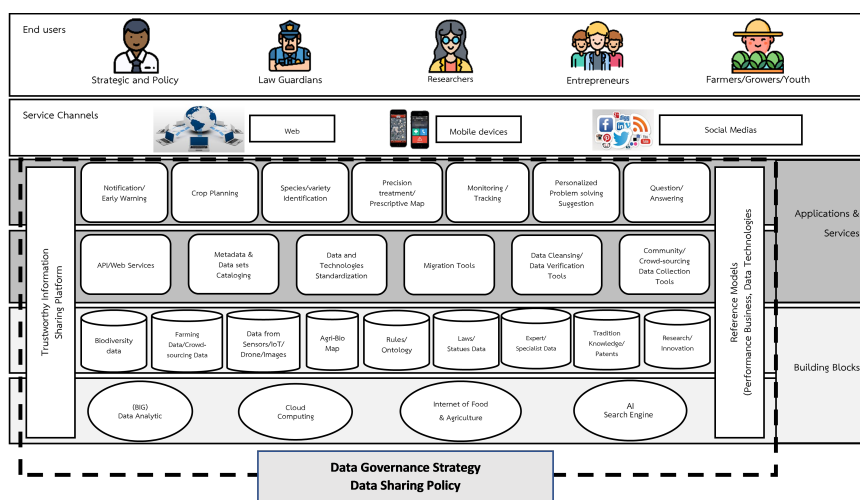 End users
Strategic and Policy
Law Guardians
Researchers
Entrepreneurs
Farmers/Growers/Youth
Service Channels
Web
Mobile devices
Social Medias
Trustworthy Information
Sharing Platform
Notification/
Early Warning
Crop Planning
Species/variety
Identification
Precision
treatment/
Prescriptive Map
Monitoring /
Tracking
Personalized
Problem solving
Suggestion
Question/
Answering
Reference Models
(Performance Business, Data Technologies
Applications &
Services
API/Web Services
Metadata &
Data sets
Cataloging
Data and
Technologies
Standardization
Migration Tools
Data Cleansing/
Data Verification
Tools
Community/
Crowd-sourcing
Data Collection
Tools
Biodiversity
data
Farming
Data/Crowd-
sourcing Data
Data from
Sensors/IoT/
Drone/Images
Agri-Bio
Map
Rules/
Ontology
Laws/
Statues Data
Expert/
Specialist Data
Tradition
Knowledge/
Patents
Research/
Innovation
Building Blocks
(BIG)
Data Analytic
Cloud
Computing
Internet of Food
& Agriculture
AI
Search Engine
Data Governance Strategy
Data Sharing Policy